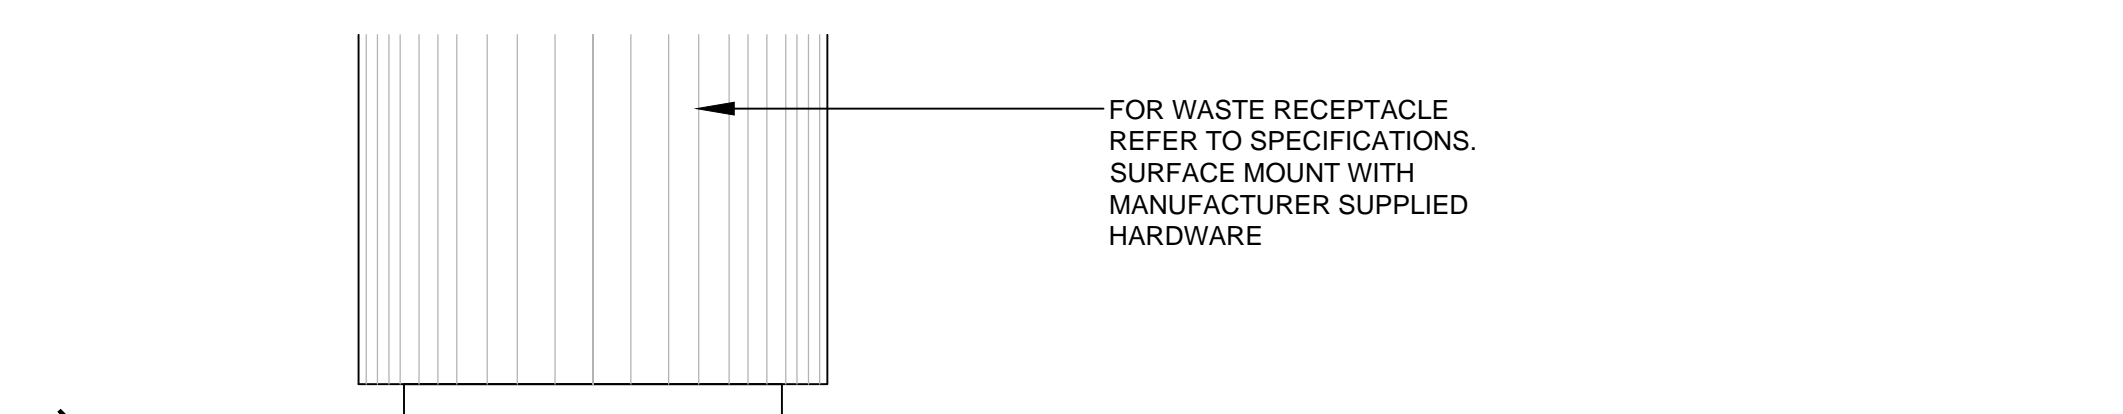 FOR WASTE RECEPTACLE
REFER TO SPECIFICATIONS.
SURFACE MOUNT WITH
MANUFACTURER SUPPLIED
HARDWARE